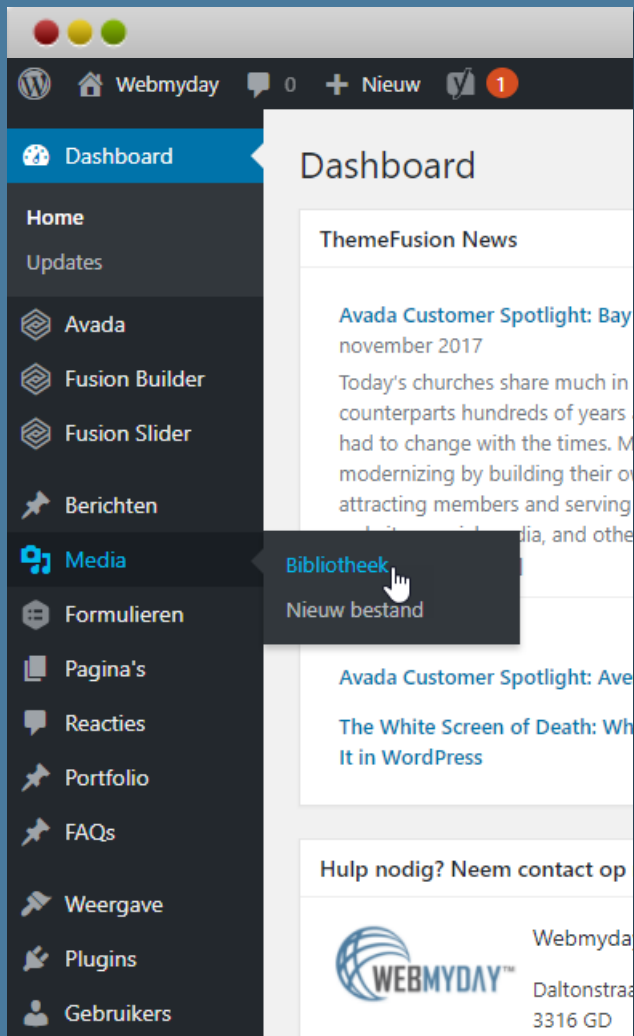 Webmyday 0 Nieuw 1
Dashboard
Home
Updates
Avada
Fusion Builder
Fusion Slider
Berichten
Media
Bibliotheek
Nieuw bestand
Formulieren
Pagina's
Reacties
Portfolio
FAQs
Weergave
Plugins
Gebruikers
Dashboard
ThemeFusion News
Avada Customer Spotlight: Bay
november 2017
Today's churches share much in
counterparts hundreds of years
had to change with the times. M
modernizing by building their o
attracting members and serving
and othe
Avada Customer Spotlight: Ave
The White Screen of Death: Wh
It in WordPress
Hulp nodig? Neem contact op
WEBMYDAY™
Webmyday
Daltonstraa
3316 GD